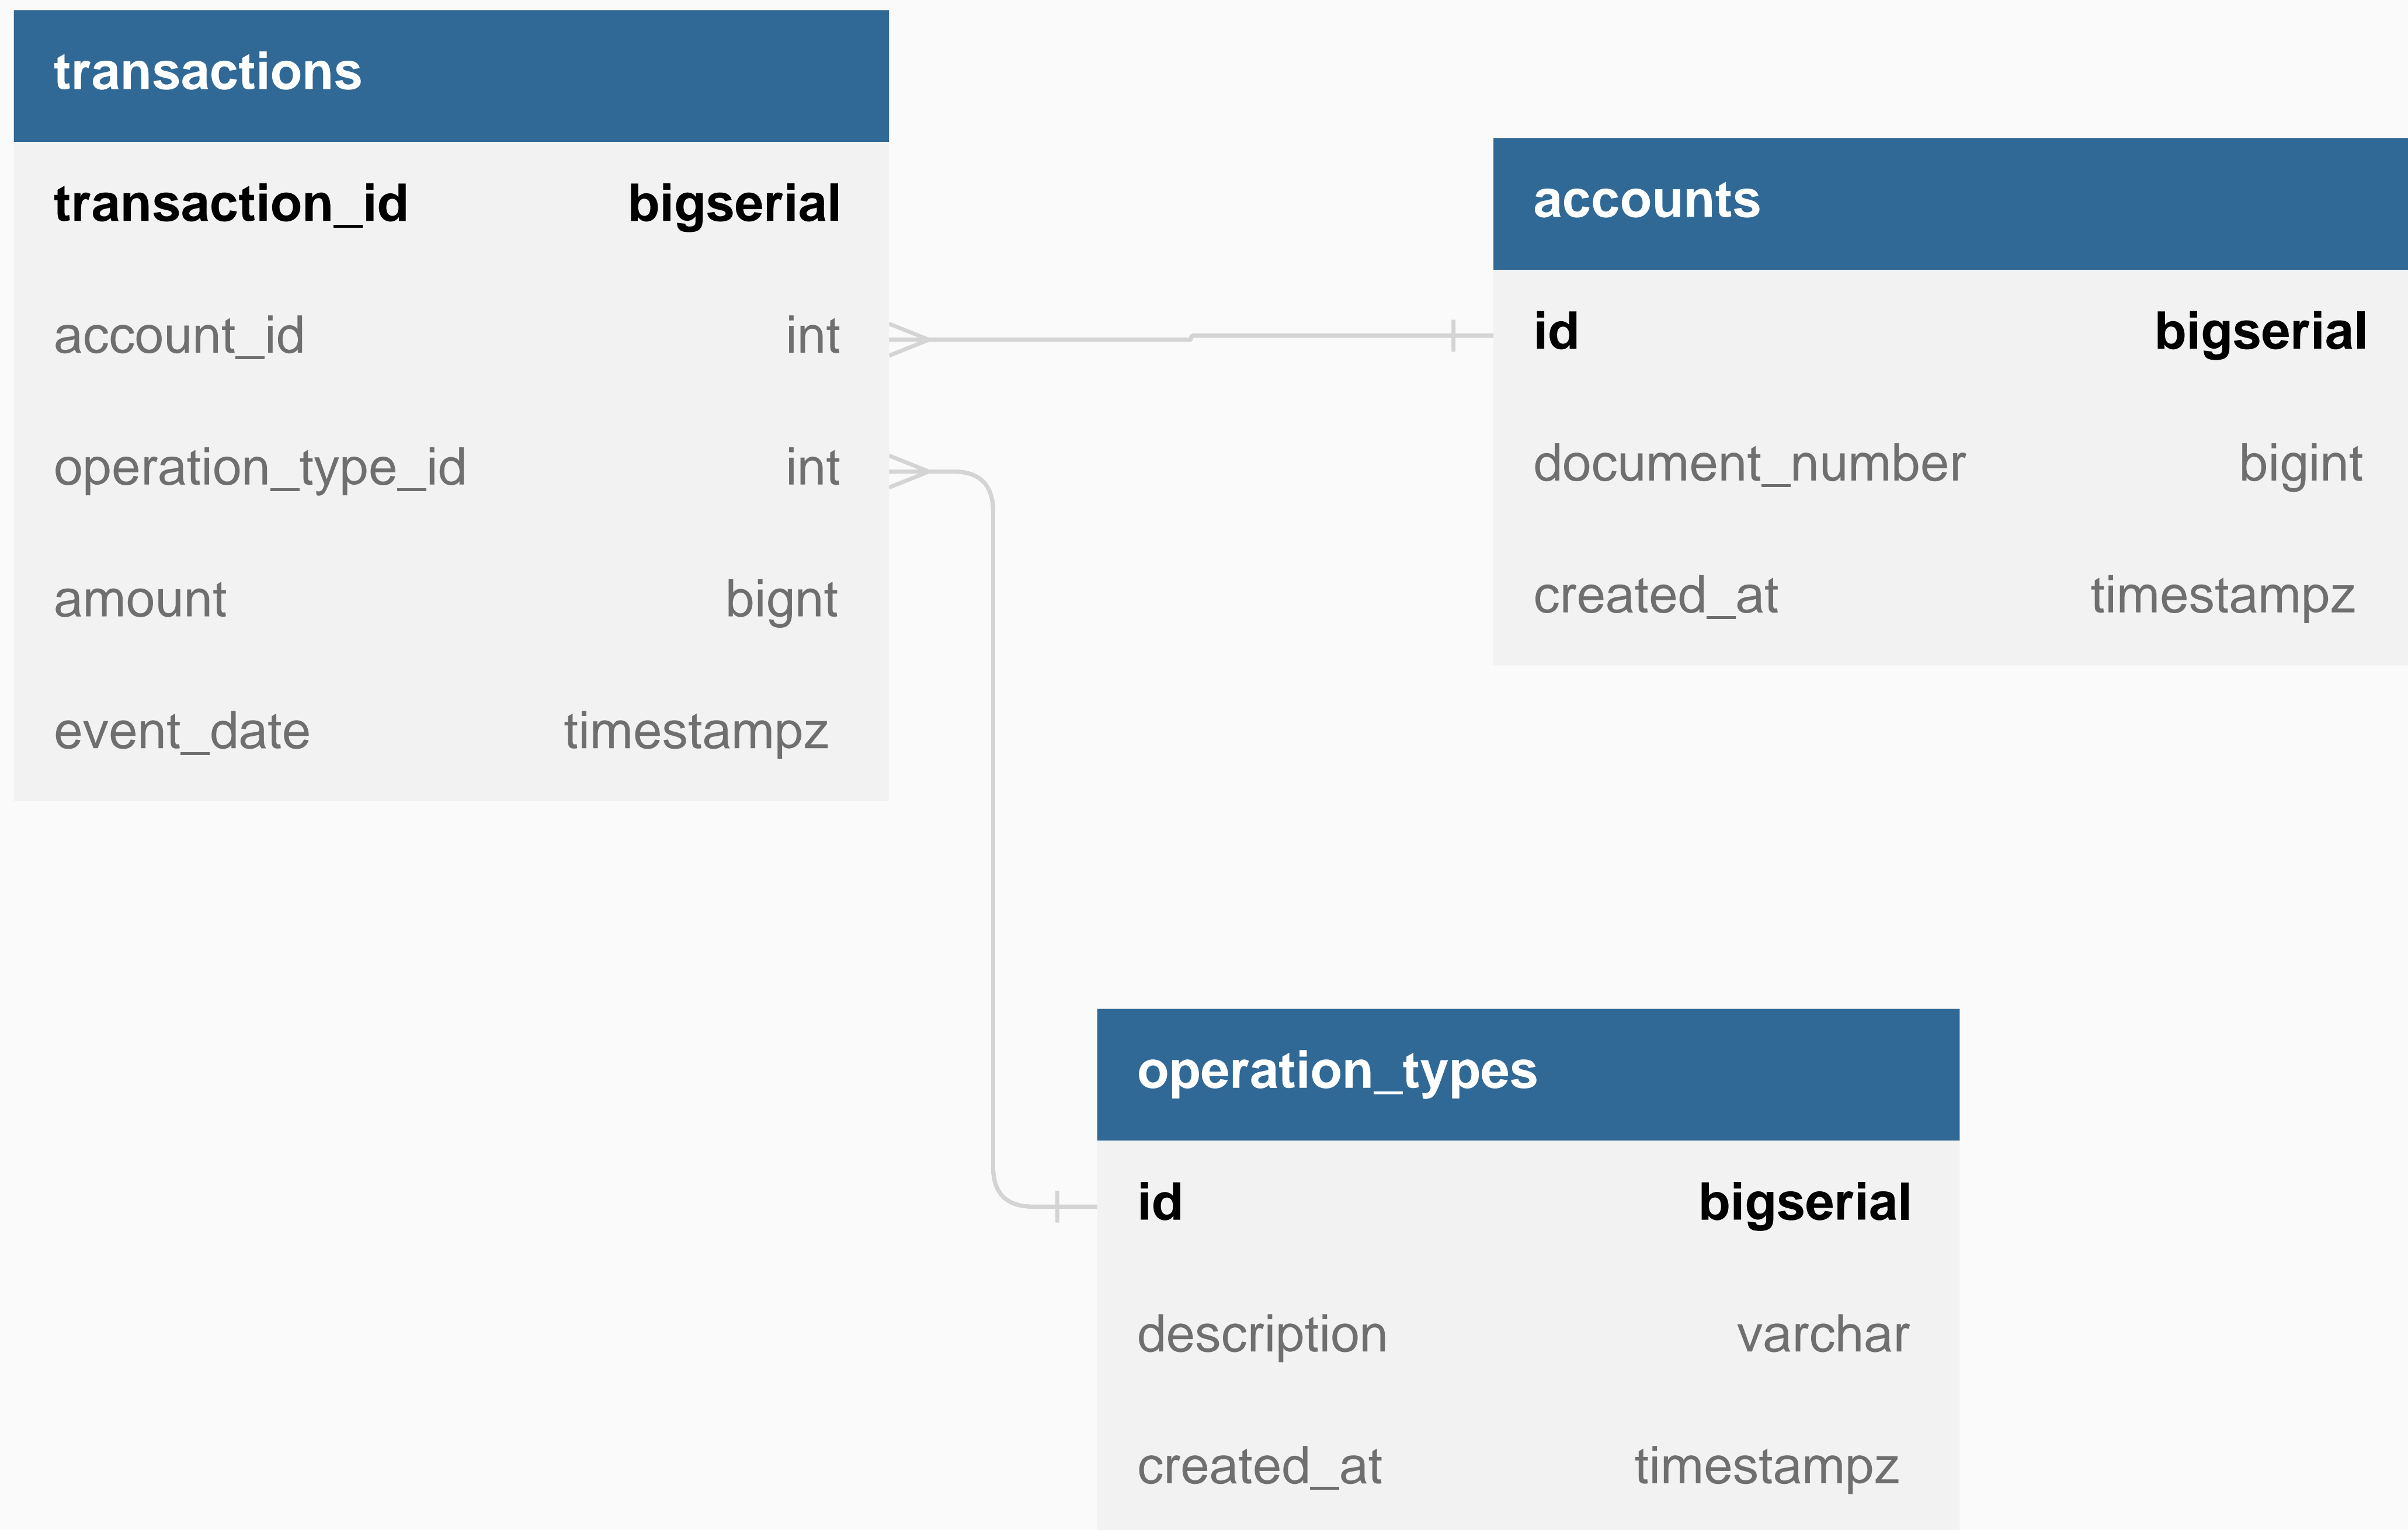 transactions
transaction_id bigserial
account_id int
operation_type_id int
amount bignt
event_date timestampz
accounts
id bigserial
document_number bigint
created_at timestampz
operation_types
id bigserial
description varchar
created_at timestampz